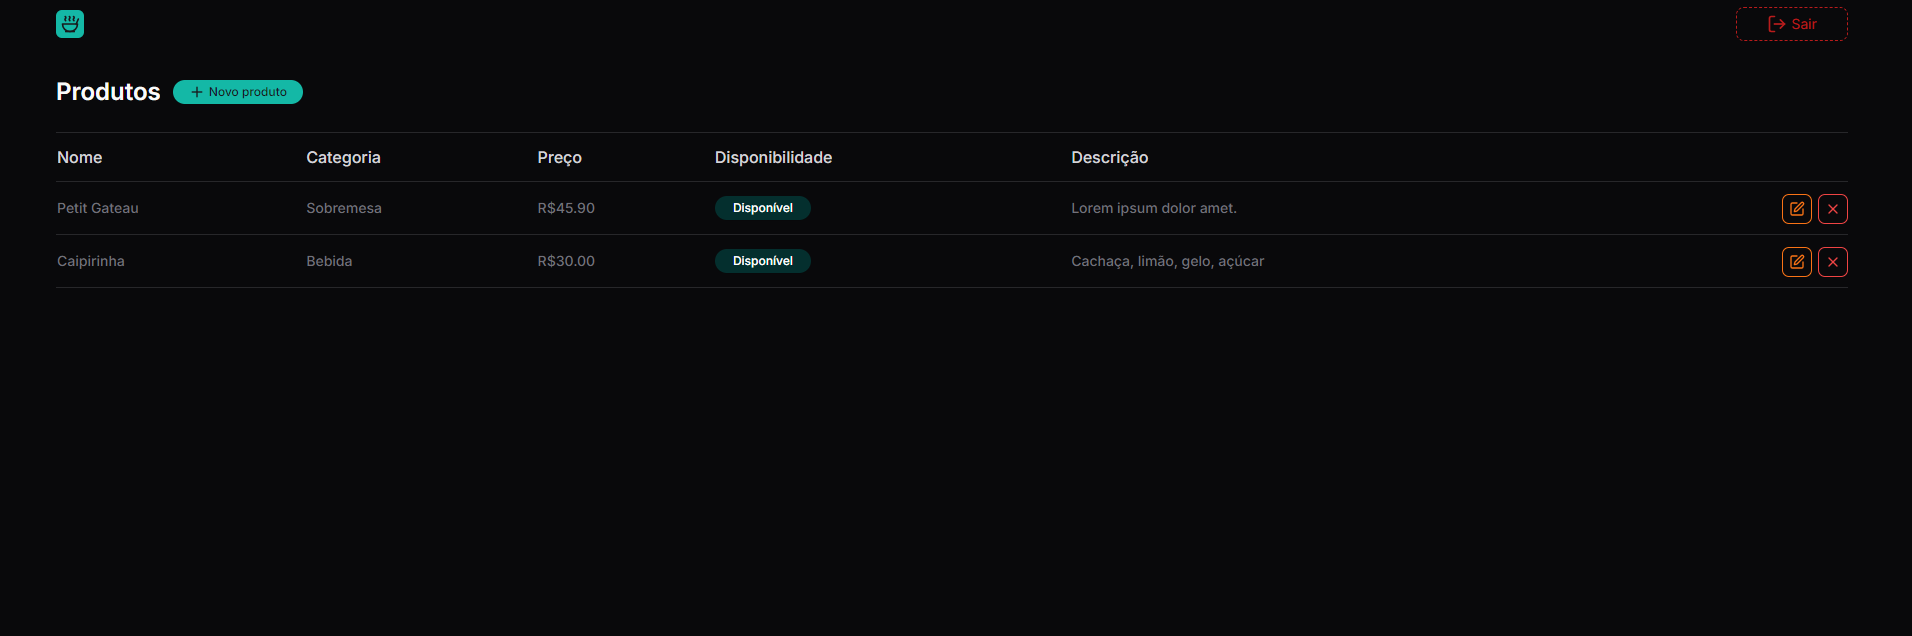 Sair
Produtos + Novo produto
Nome Categoria Preço Disponibilidade Descrição
Petit Gateau Sobremesa R$45.90 Disponível Lorem ipsum dolor amet.
Caipirinha Bebida R$30.00 Disponível Cachaça, limão, gelo, açúcar